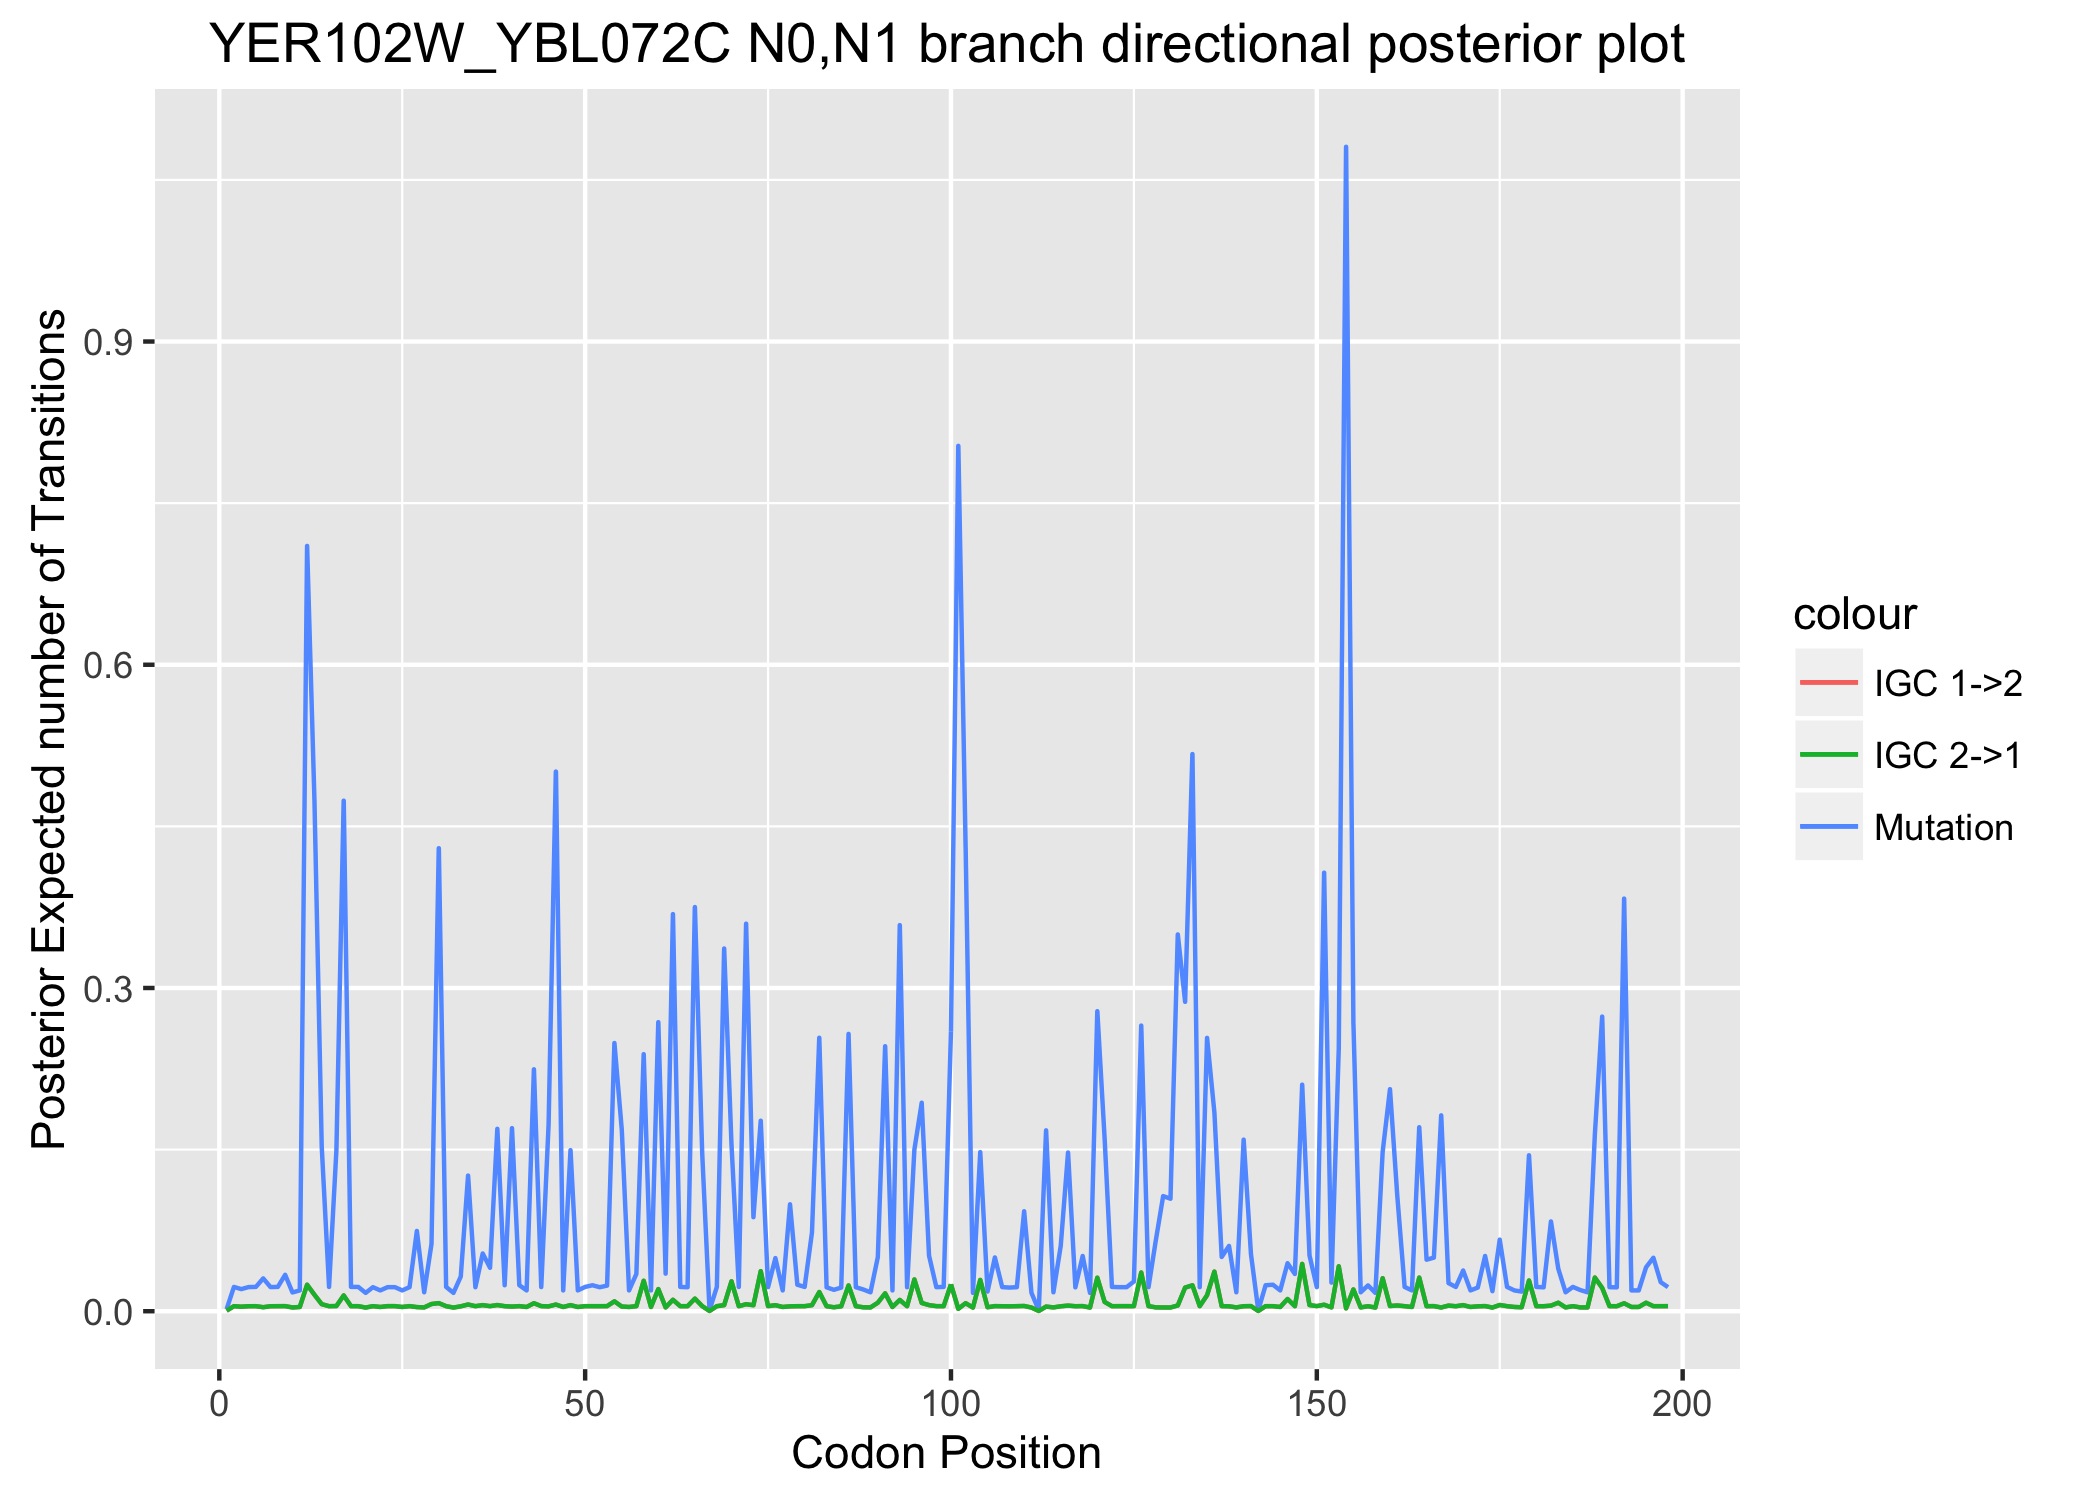 YER102W_YBL072C N0,N1 branch directional posterior plot
Posterior Expected number of Transitions
0.9
0.6
0.3
0.0
0 50 100 150 200
Codon Position
colour
IGC 1->2
IGC 2->1
Mutation